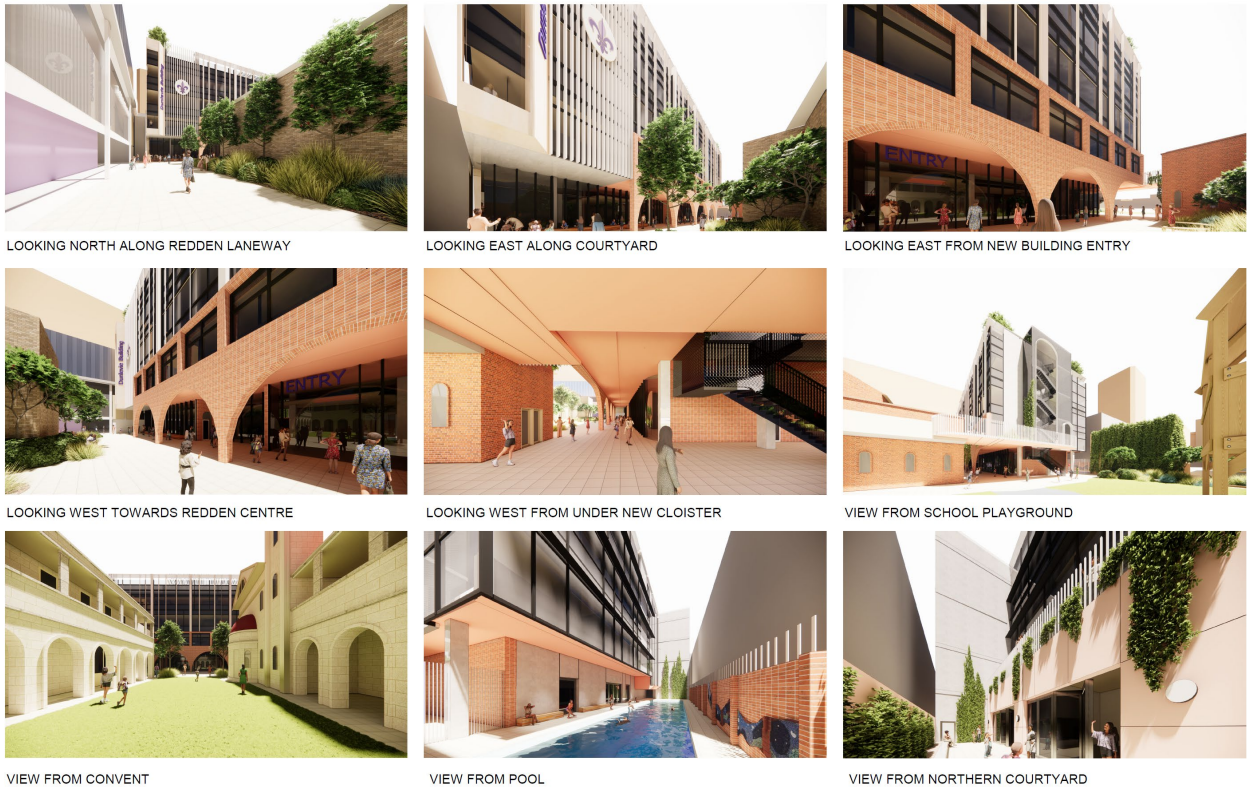 LOOKING NORTH ALONG REDDEN LANEWAY
LOOKING EAST ALONG COURTYARD
ENTRY
LOOKING EAST FROM NEW BUILDING ENTRY
ENTRY
LOOKING WEST TOWARDS REDDEN CENTRE
LOOKING WEST FROM UNDER NEW CLOISTER
VIEW FROM SCHOOL PLAYGROUND
VIEW FROM CONVENT
VIEW FROM POOL
VIEW FROM NORTHERN COURTYARD